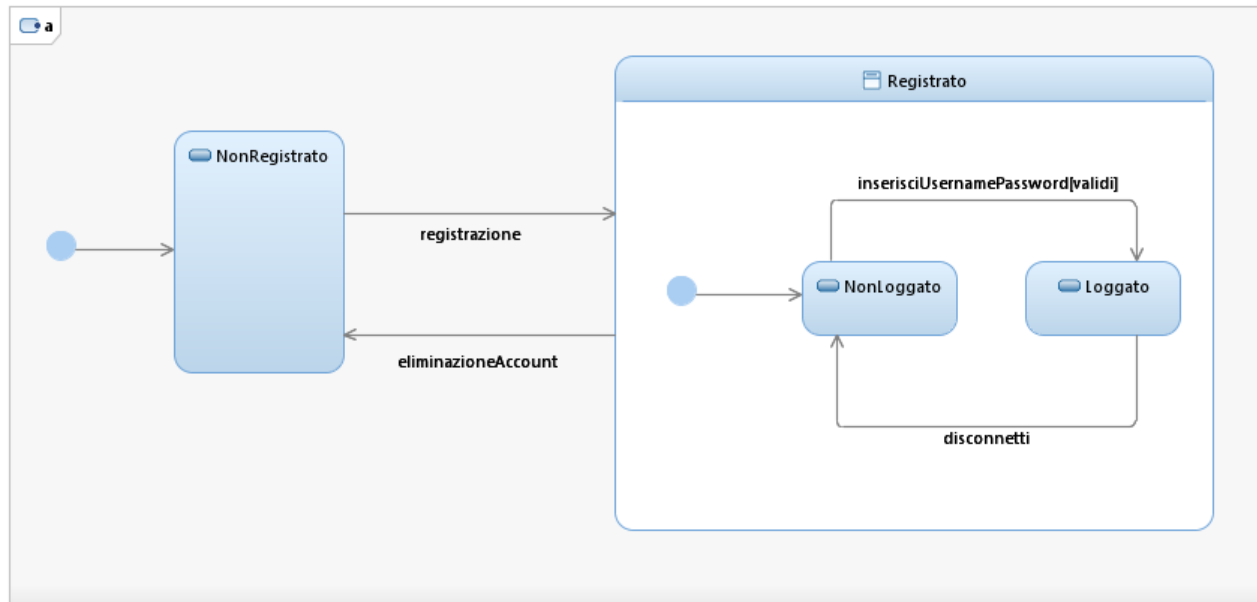 a
Registrato
NonRegistrato
inserisciUsernamePassword[validi]
registrazione
NonLoggato
Loggato
eliminazioneAccount
disconnetti